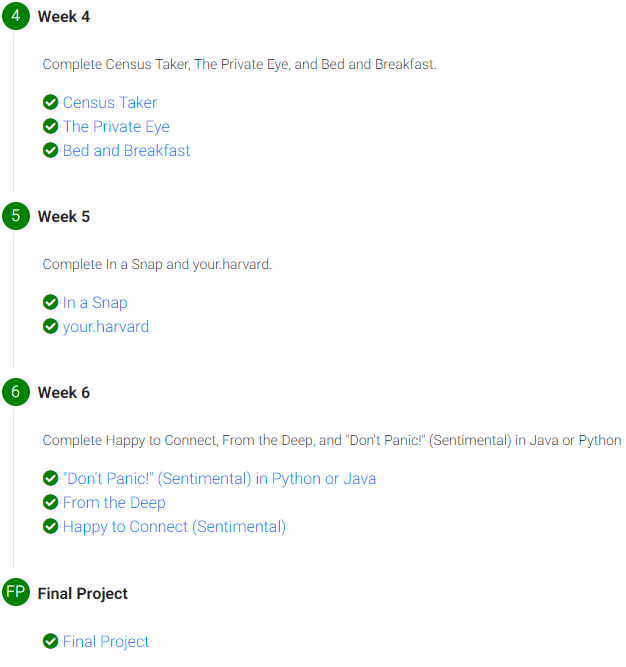 4 Week 4
Complete Census Taker, The Private Eye, and Bed and Breakfast.
Census Taker
The Private Eye
Bed and Breakfast
5 Week 5
Complete In a Snap and your.harvard.
In a Snap
your.harvard
6 Week 6
Complete Happy to Connect, From the Deep, and "Don't Panic!" (Sentimental) in Java or Python
"Don't Panic!" (Sentimental) in Python or Java
From the Deep
Happy to Connect (Sentimental)
FP Final Project
Final Project